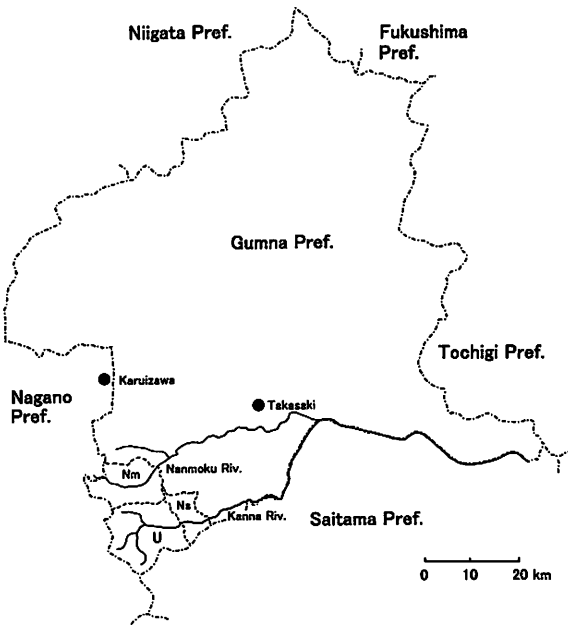 Niigata Pref.
Fukushima
Pref.
Gumna Pref.
Tochigi Pref.
Karuizawa
Nagano
Pref.
Takasaki
Nm
Nanmoku Riv.
Na
Kanna Riv.
Saitama Pref.
U
0 10 20 km